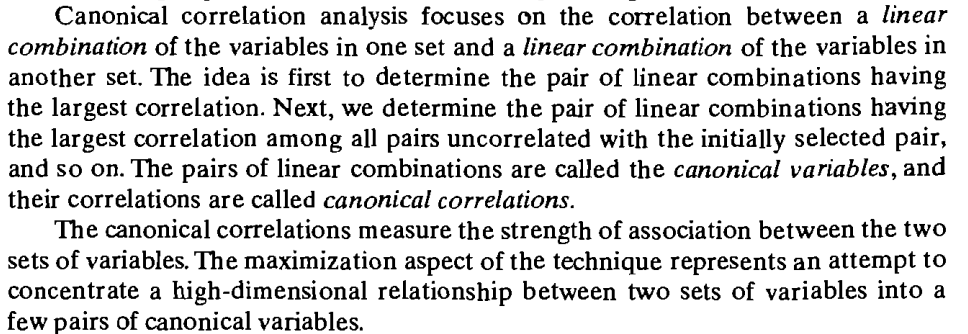 Canonical correlation analysis focuses on the correlation between a linear
combination of the variables in one set and a linear combination of the variables in
another set. The idea is first to determine the pair of linear combinations having
the largest correlation. Next, we determine the pair of linear combinations having
the largest correlation among all pairs uncorrelated with the initially selected pair,
and so on. The pairs of linear combinations are called the canonical variables, and
their correlations are called canonical correlations.
The canonical correlations measure the strength of association between the two
sets of variables. The maximization aspect of the technique represents an attempt to
concentrate a high-dimensional relationship between two sets of variables into a
few pairs of canonical variables.